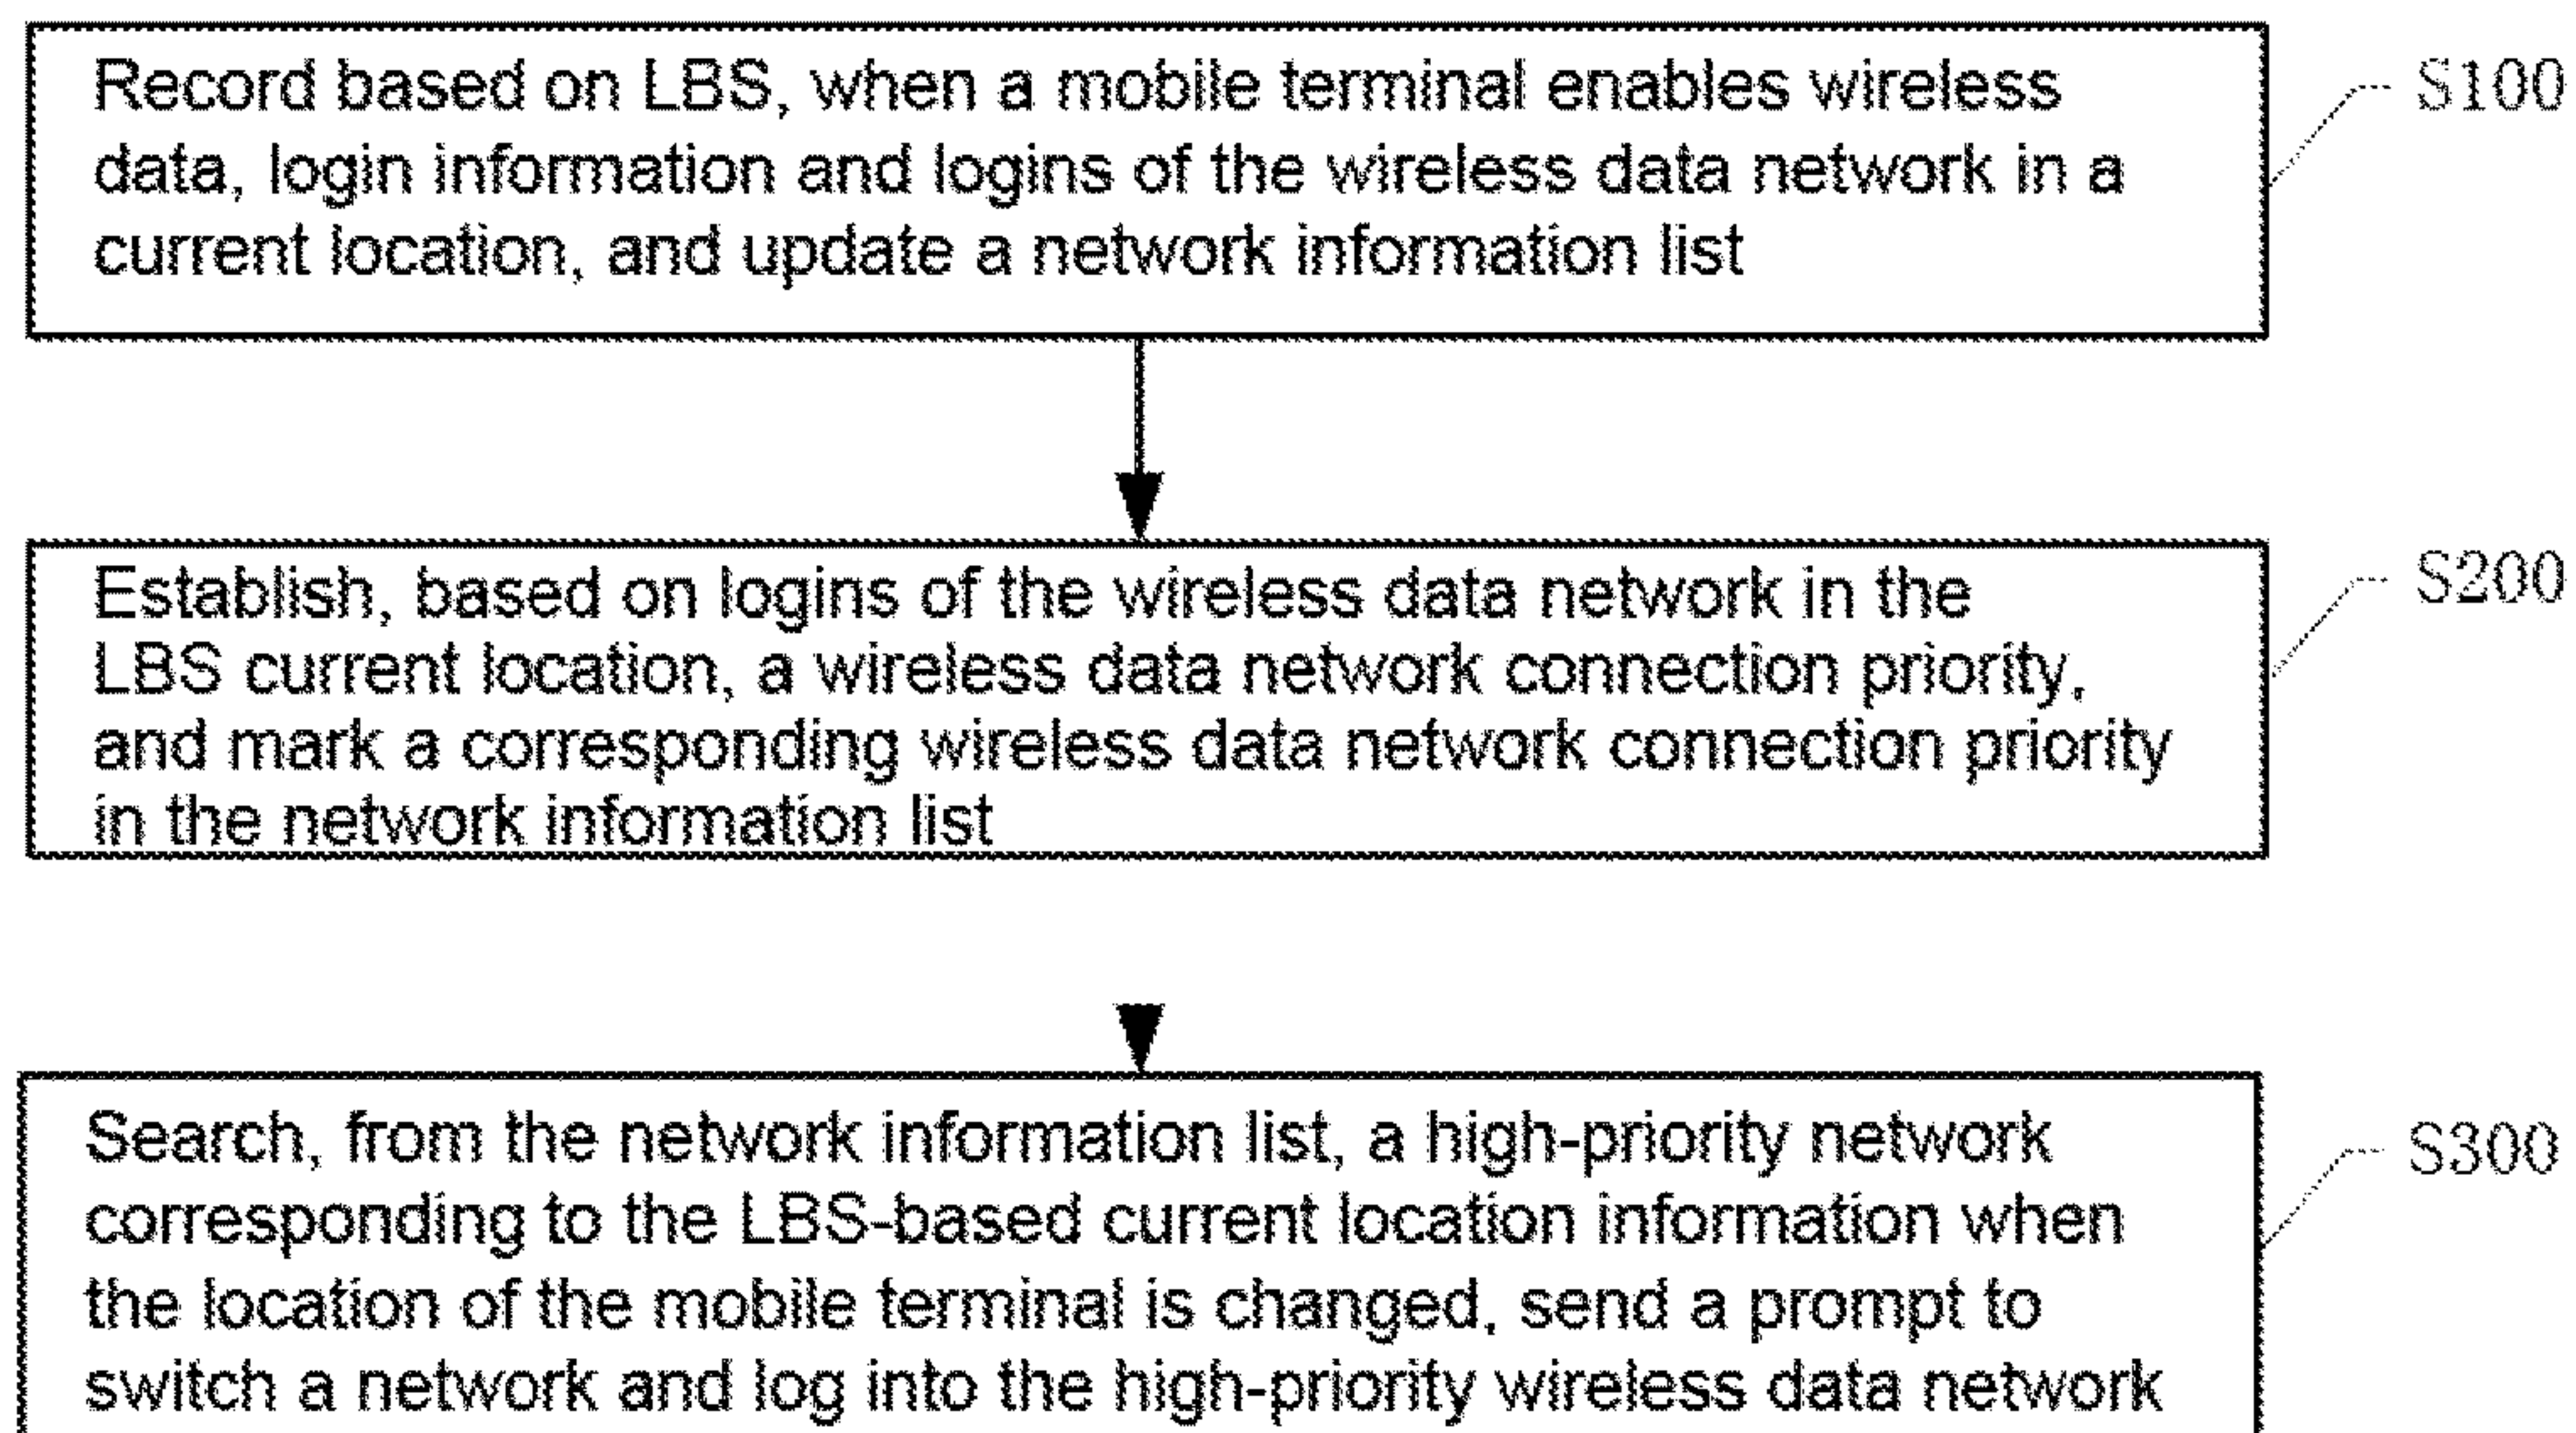 Record based on LBS, when a mobile terminal enables wireless
data, login information and logins of the wireless data network in a
current location, and update a network information list
S100
Establish, based on logins of the wireless data network in the
LBS current location, a wireless data network connection priority,
and mark a corresponding wireless data network connection priority
in the network information list
S200
Search, from the network information list, a high-priority network
corresponding to the LBS-based current location information when
the location of the mobile terminal is changed, send a prompt to
switch a network and log into the high-priority wireless data network
S300